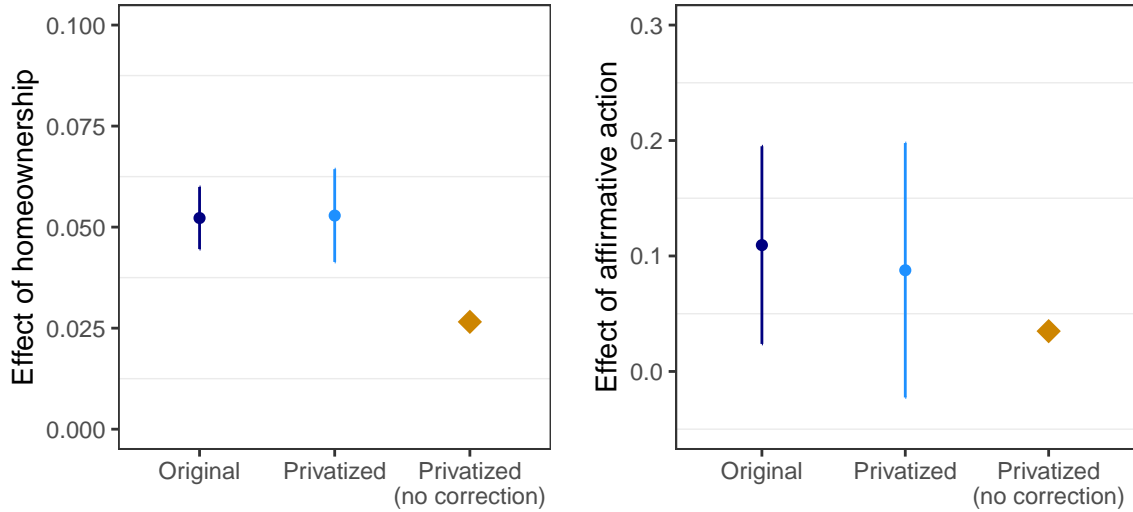 Effect of homeownership
0.100
0.075
0.050
0.025
0.000
Original
Privatized
Privatized
(no correction)
Effect of affirmative action
0.3
0.2
0.1
0.0
Original
Privatized
Privatized
(no correction)